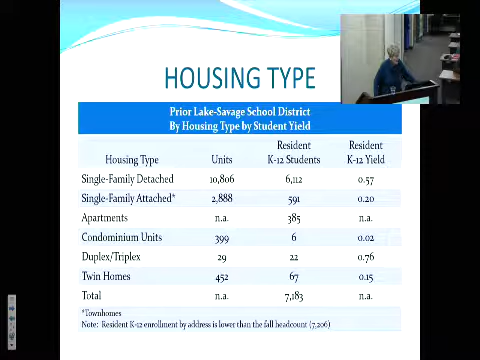 HOUSING TYPE
Prior Lake-Savage School District
By Housing Type by Student Yield
Housing Type Units Resident K-12 Students Resident K-12 Yield
Single-Family Detached 10,806 6,112 0.57
Single-Family Attached* 2,888 591 0.20
Apartments n.a. 385 n.a.
Condominium Units 399 6 0.02
Duplex/Triplex 29 22 0.76
Twin Homes 452 67 0.15
Total n.a. 7,183 n.a.
*Townhomes
Note: Resident K-12 enrollment by address is lower than the fall headcount (7,206)